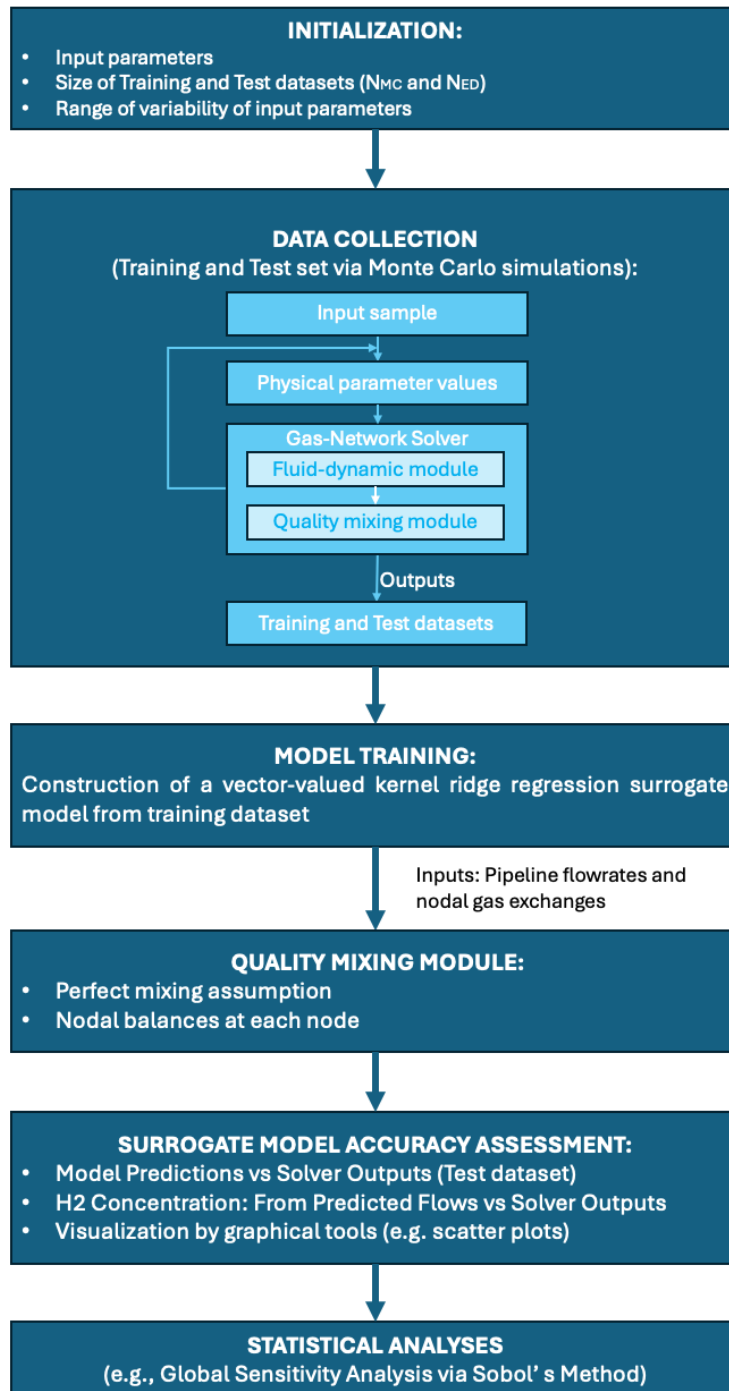 INITIALIZATION:
• Input parameters
• Size of Training and Test datasets (NMC and NED)
• Range of variability of input parameters
DATA COLLECTION
(Training and Test set via Monte Carlo simulations):
Input sample
Physical parameter values
Gas-Network Solver
Fluid-dynamic module
Quality mixing module
Outputs
Training and Test datasets
MODEL TRAINING:
Construction of a vector-valued kernel ridge regression surrogate
model from training dataset
Inputs: Pipeline flowrates and
nodal gas exchanges
QUALITY MIXING MODULE:
• Perfect mixing assumption
• Nodal balances at each node
SURROGATE MODEL ACCURACY ASSESSMENT:
• Model Predictions vs Solver Outputs (Test dataset)
• H2 Concentration: From Predicted Flows vs Solver Outputs
• Visualization by graphical tools (e.g. scatter plots)
STATISTICAL ANALYSES
(e.g., Global Sensitivity Analysis via Sobol’ s Method)